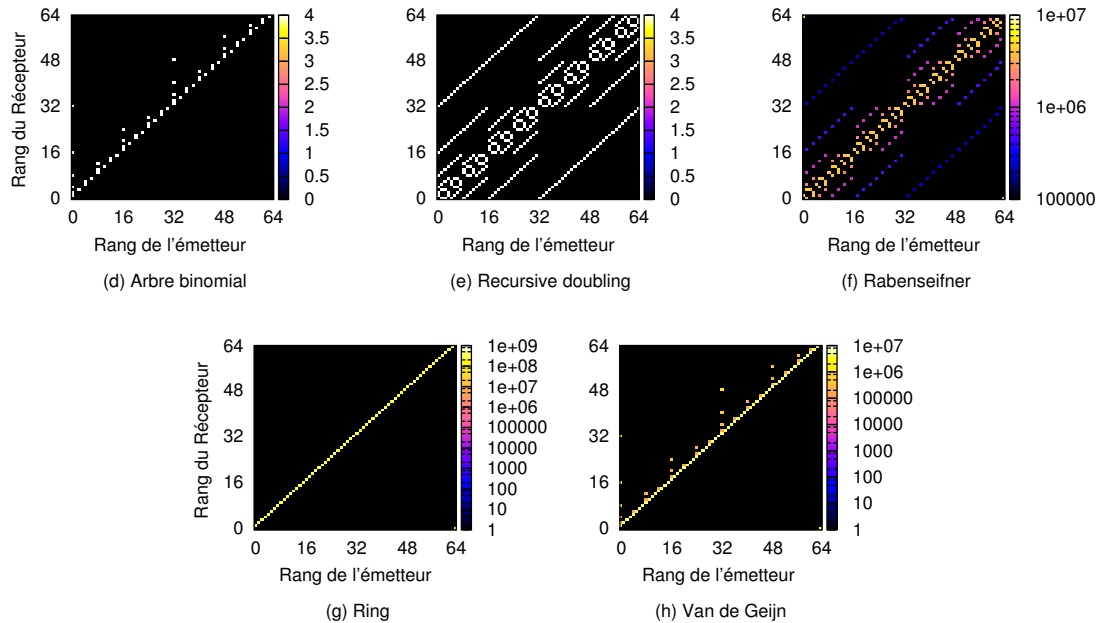 64
48
32
16
0
0 16 32 48 64
4
3.5
3
2.5
2
1.5
1
0.5
0
Rang du Récepteur
Rang de l'émetteur
(d) Arbre binomial
64
48
32
16
0
0 16 32 48 64
4
3.5
3
2.5
2
1.5
1
0.5
0
Rang de l'émetteur
(e) Recursive doubling
64
48
32
16
0
0 16 32 48 64
1e+07
1e+06
100000
Rang de l'émetteur
(f) Rabenseifner
64
48
32
16
0
0 16 32 48 64
1e+09
1e+08
1e+07
1e+06
100000
10000
1000
100
10
1
Rang du Récepteur
Rang de l'émetteur
(g) Ring
64
48
32
16
0
0 16 32 48 64
1e+07
1e+06
100000
10000
1000
100
10
1
Rang de l'émetteur
(h) Van de Geijn